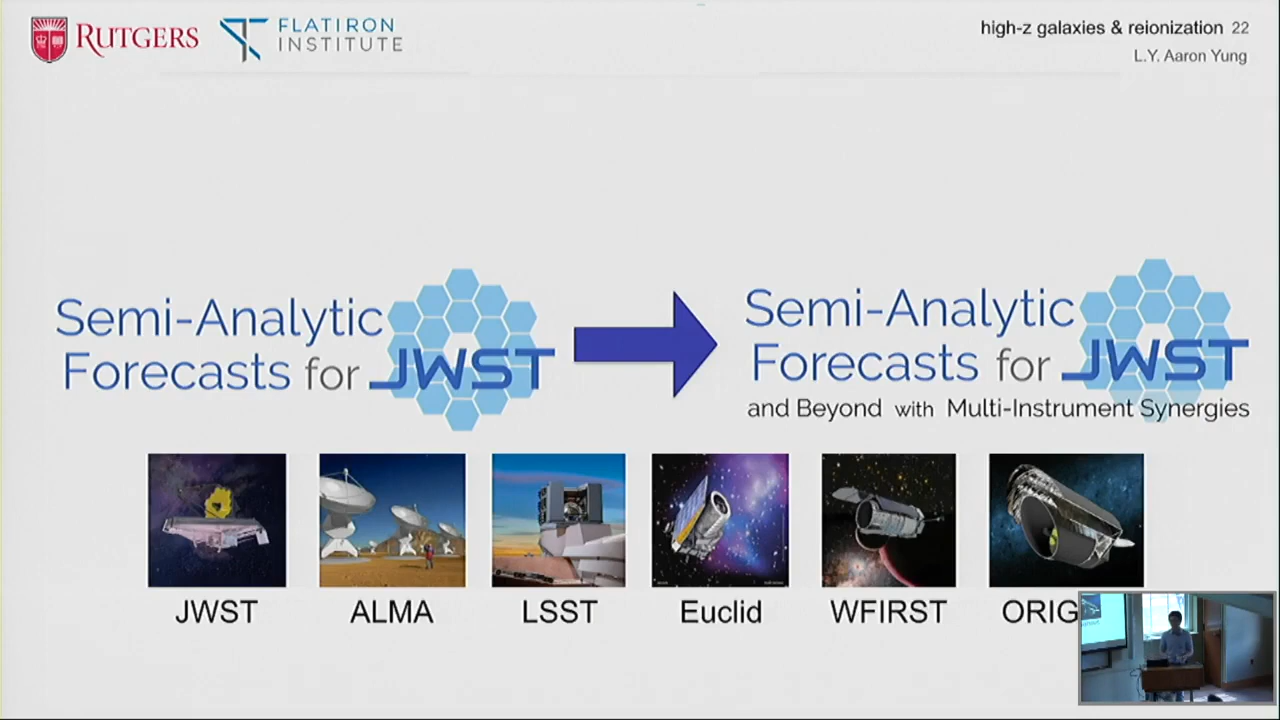 RUTGERS
FLATIRON
INSTITUTE
high-z galaxies & reionization 22
L.Y. Aaron Yung
Semi-Analytic
Forecasts for JWST
Semi-Analytic
Forecasts for JWST
and Beyond with Multi-Instrument Synergies
JWST ALMA LSST Euclid WFIRST ORIG